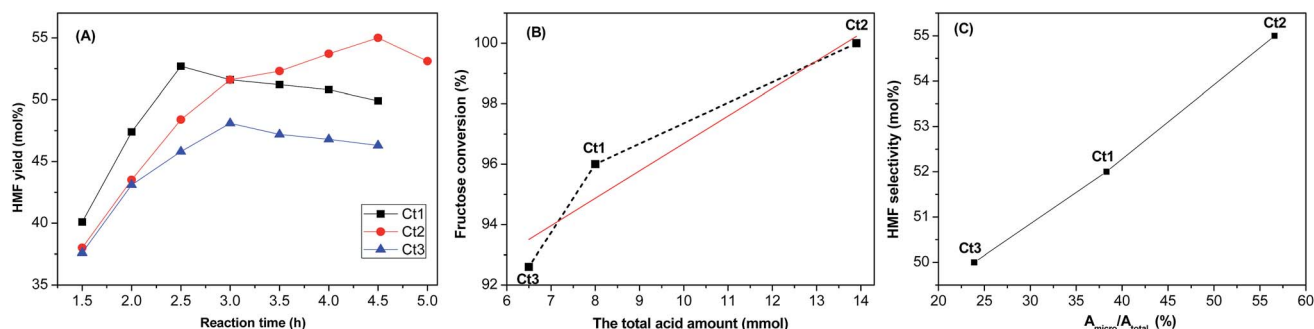 (A)
HMF yield (mol%)
55
50
45
40
35
1.5 2.0 2.5 3.0 3.5 4.0 4.5 5.0
Reaction time (h)
Ct1
Ct2
Ct3
(B)
Fructose conversion (%)
100
98
96
94
92
Ct2
Ct1
Ct3
6 7 8 9 10 11 12 13 14
The total acid amount (mmol)
(C)
HMF selectivity (mol%)
55
54
53
52
51
50
Ct2
Ct1
Ct3
20 25 30 35 40 45 50 55 60
A_micro/A_total (%)